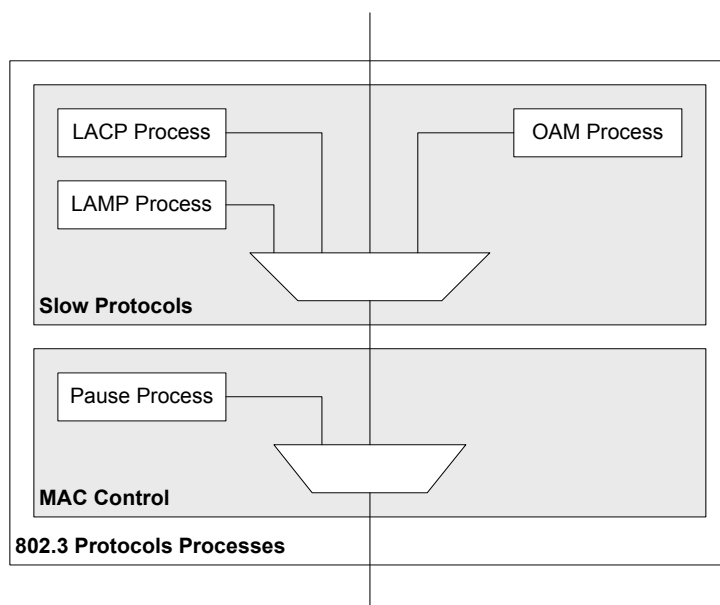 LACP Process
OAM Process
LAMP Process
Slow Protocols
Pause Process
MAC Control
802.3 Protocols Processes